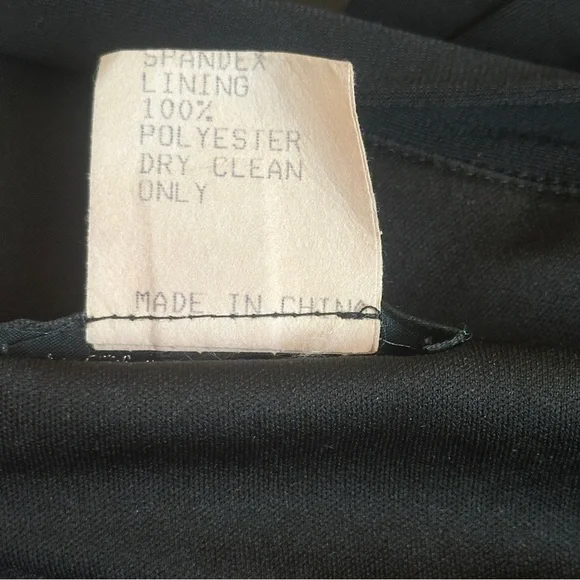 SPANDEX
LINING
100%
POLYESTER
DRY CLEAN
ONLY
MADE IN CHINA